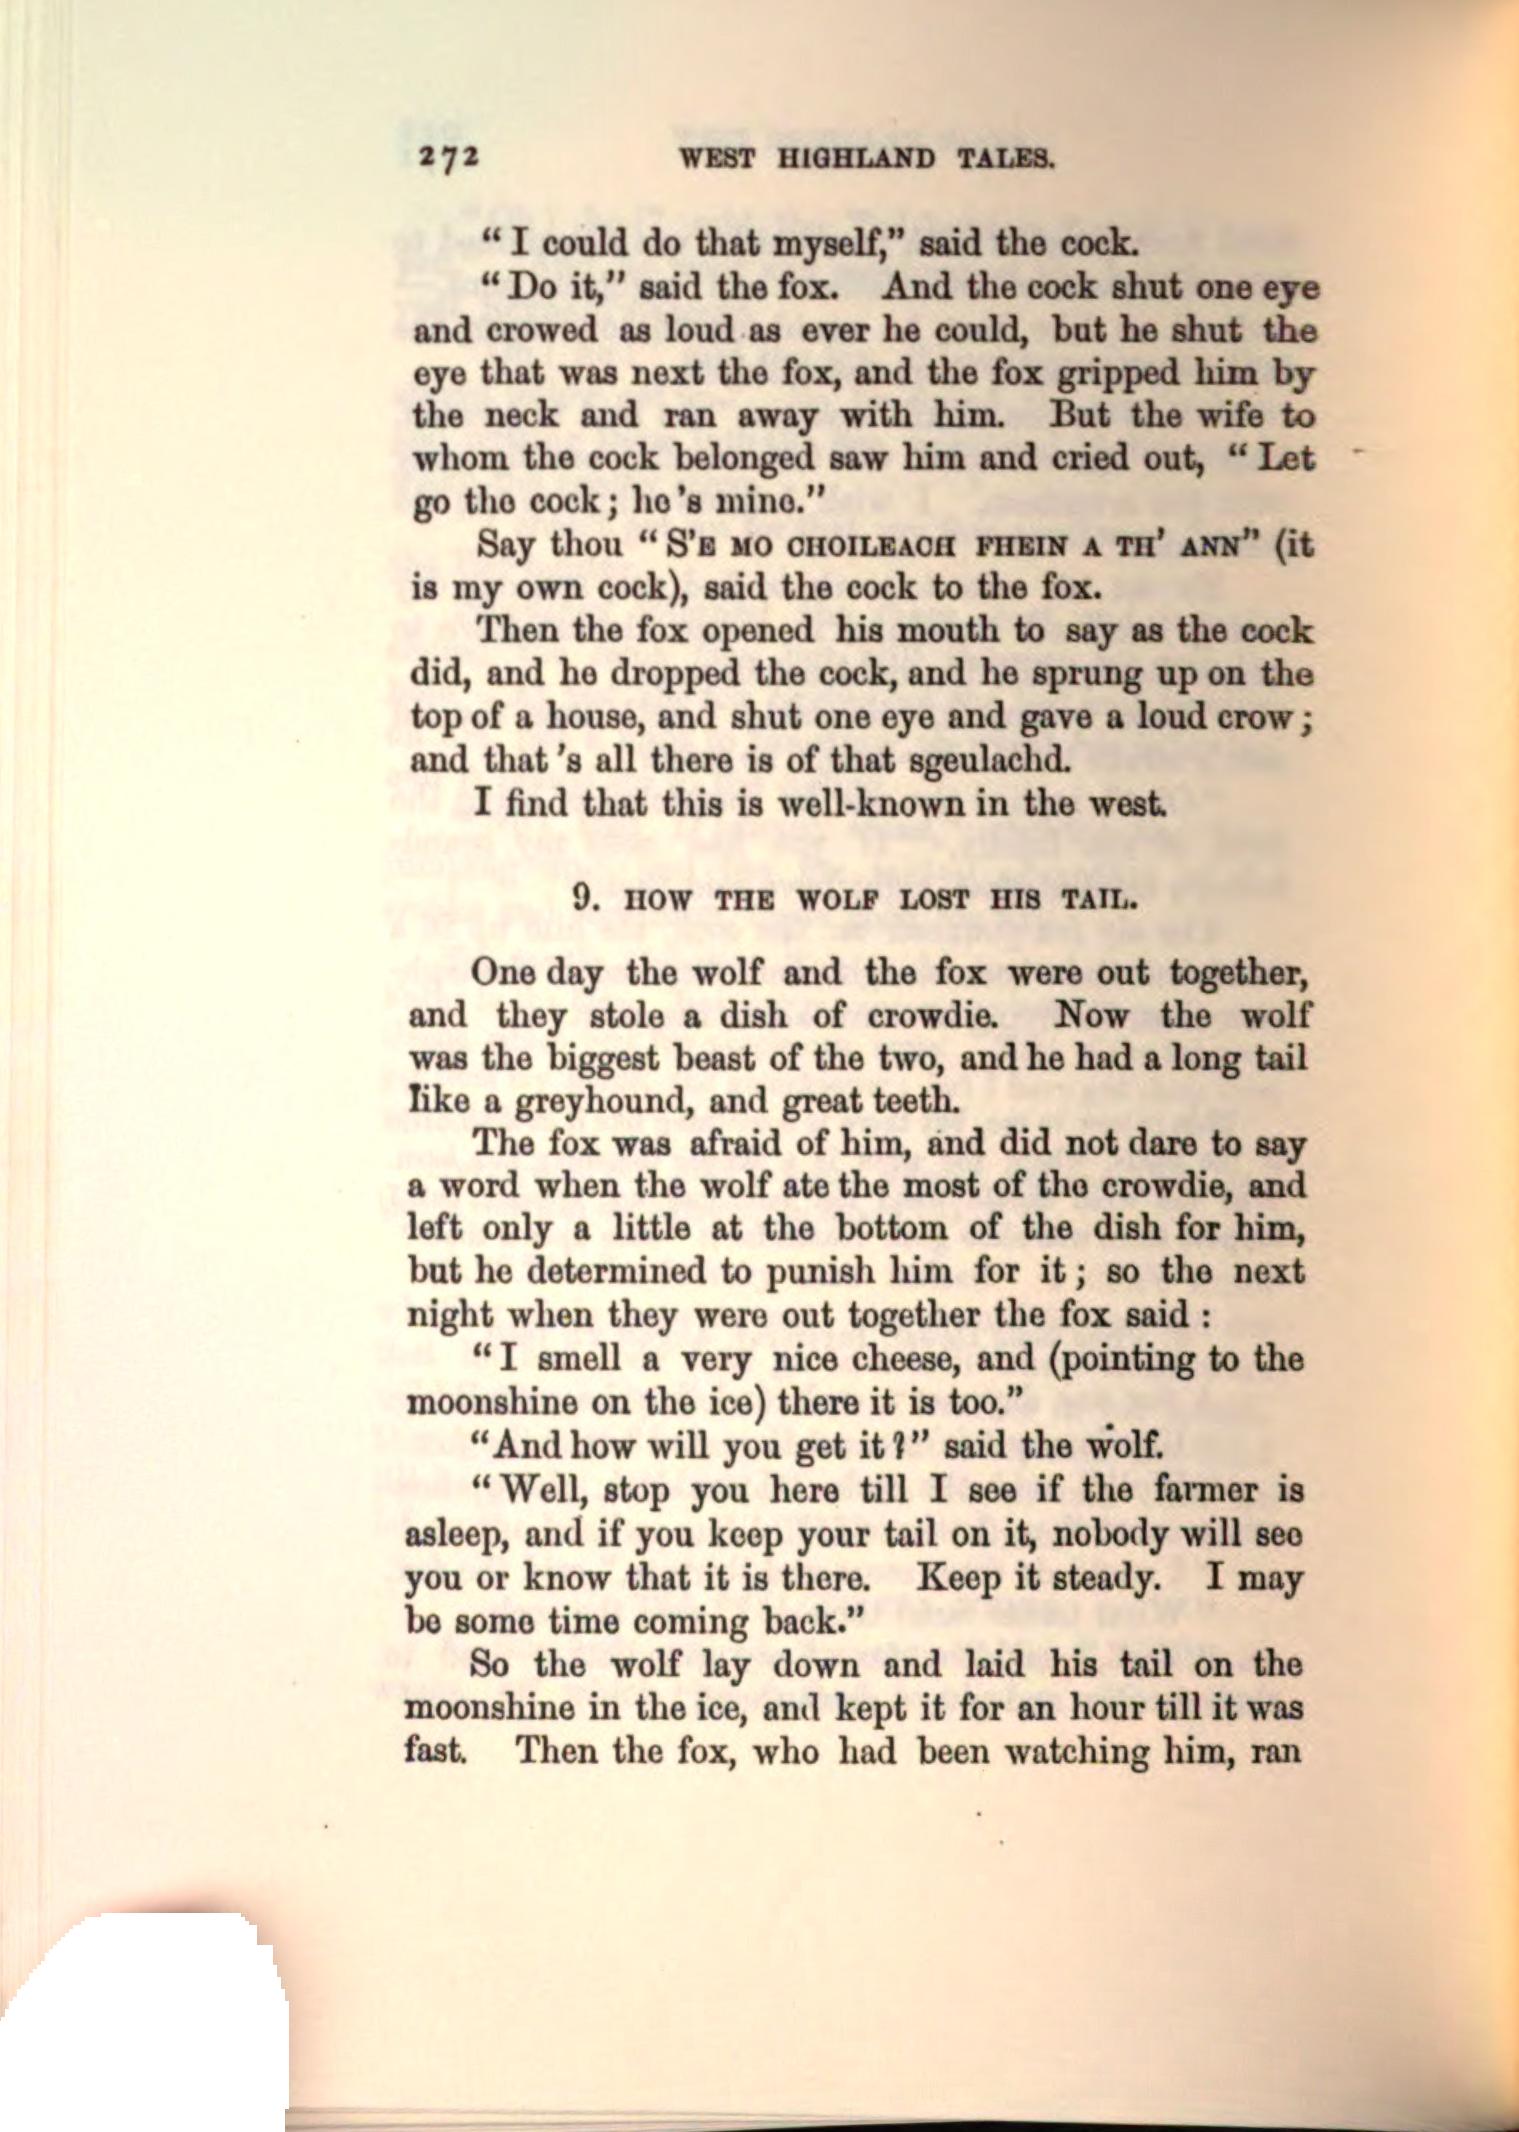 272 WEST HIGHLAND TALES.
“ I could do that myself,” said the cock.
“ Do it,” said the fox. And the cock shut one eye
and crowed as loud as ever he could, but he shut the
eye that was next the fox, and the fox gripped him by
the neck and ran away with him. But the wife to
whom the cock belonged saw him and cried out, “ Let
go the cock ; he 's mine.”
Say thou “ S'E MO CHOILEACH FHEIN A TH' ANN” (it
is my own cock), said the cock to the fox.
Then the fox opened his mouth to say as the cock
did, and he dropped the cock, and he sprung up on the
top of a house, and shut one eye and gave a loud crow ;
and that 's all there is of that sgeulachd.
I find that this is well-known in the west.
9. HOW THE WOLF LOST HIS TAIL.
One day the wolf and the fox were out together,
and they stole a dish of crowdie. Now the wolf
was the biggest beast of the two, and he had a long tail
like a greyhound, and great teeth.
The fox was afraid of him, and did not dare to say
a word when the wolf ate the most of the crowdie, and
left only a little at the bottom of the dish for him,
but he determined to punish him for it ; so the next
night when they were out together the fox said :
“ I smell a very nice cheese, and (pointing to the
moonshine on the ice) there it is too.”
“ And how will you get it ?” said the wolf.
“ Well, stop you here till I see if the farmer is
asleep, and if you keep your tail on it, nobody will see
you or know that it is there. Keep it steady. I may
be some time coming back.”
So the wolf lay down and laid his tail on the
moonshine in the ice, and kept it for an hour till it was
fast. Then the fox, who had been watching him, ran